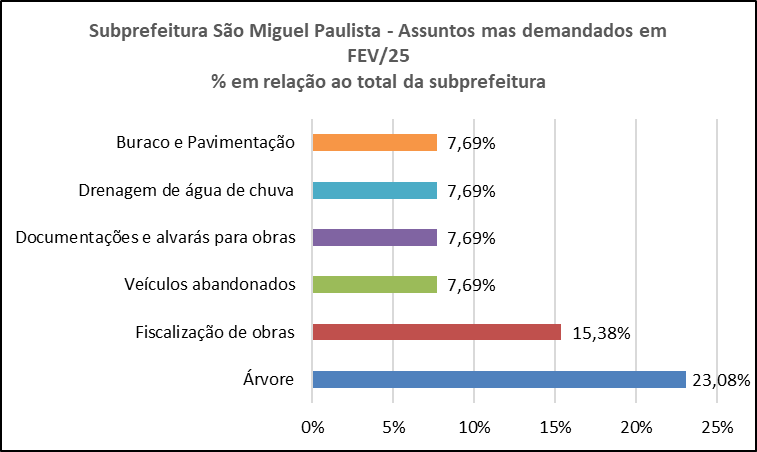 Subprefeitura São Miguel Paulista - Assuntos mas demandados em
FEV/25
% em relação ao total da subprefeitura
Buraco e Pavimentação 7,69%
Drenagem de água de chuva 7,69%
Documentações e alvarás para obras 7,69%
Veículos abandonados 7,69%
Fiscalização de obras 15,38%
Árvore 23,08%
0% 5% 10% 15% 20% 25%